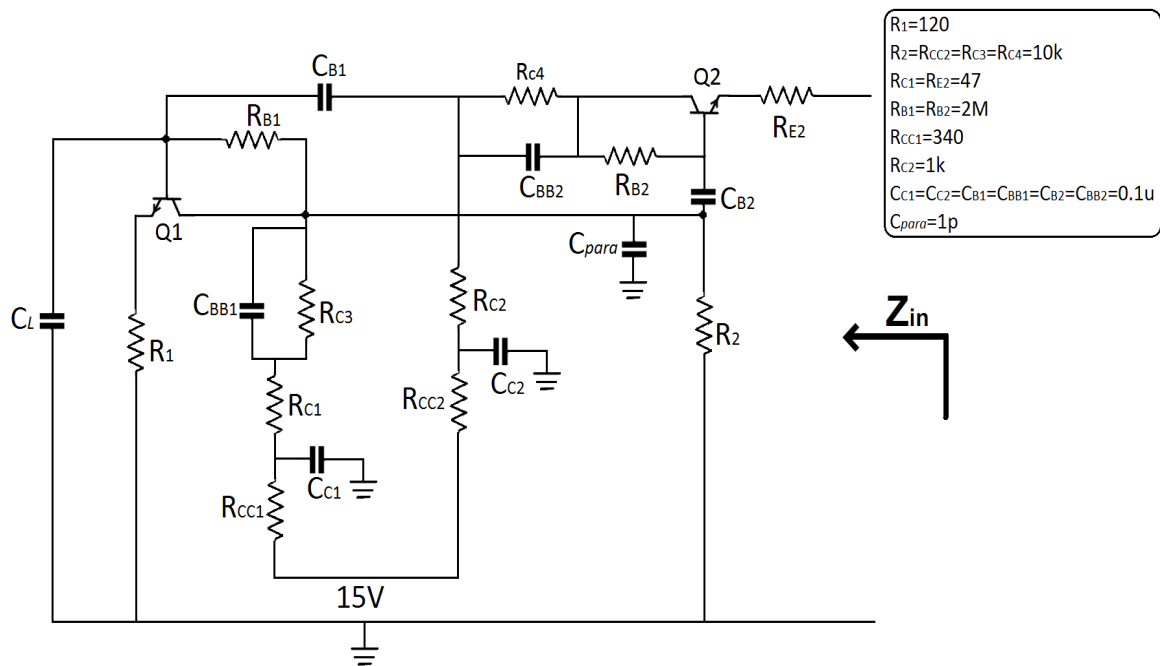 R1=120
R2=RCC2=RC3=RC4=10k
RC1=RE2=47
RB1=RB2=2M
RCC1=340
RC2=1k
CC1=CC2=CB1=CBB1=CB2=CBB2=0.1u
Cpara=1p
CB1
Rc4
Q2
RE2
RB1
CBB2
RB2
CB2
Q1
Cpara
CBB1
RC3
RC2
CL
R1
R2
Zin
CC2
RC1
RCC2
CC1
RCC1
15V